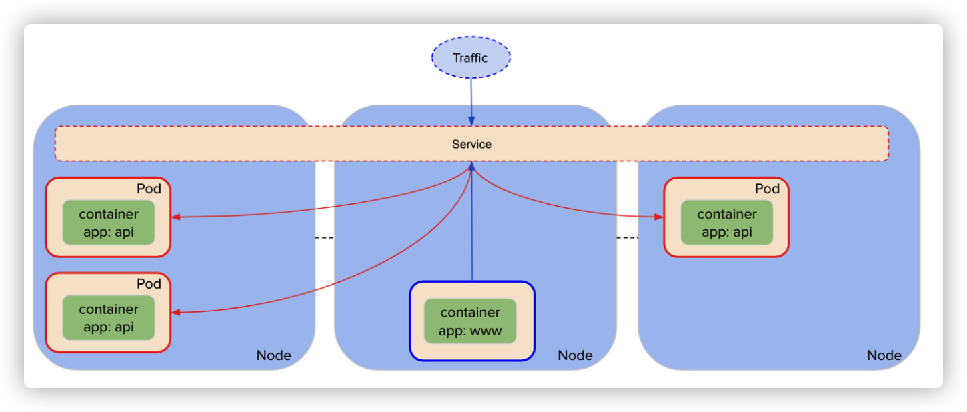 Traffic
Service
Pod
container
app: api
Pod
container
app: api
Pod
container
app: api
container
app: www
Node
Node
Node